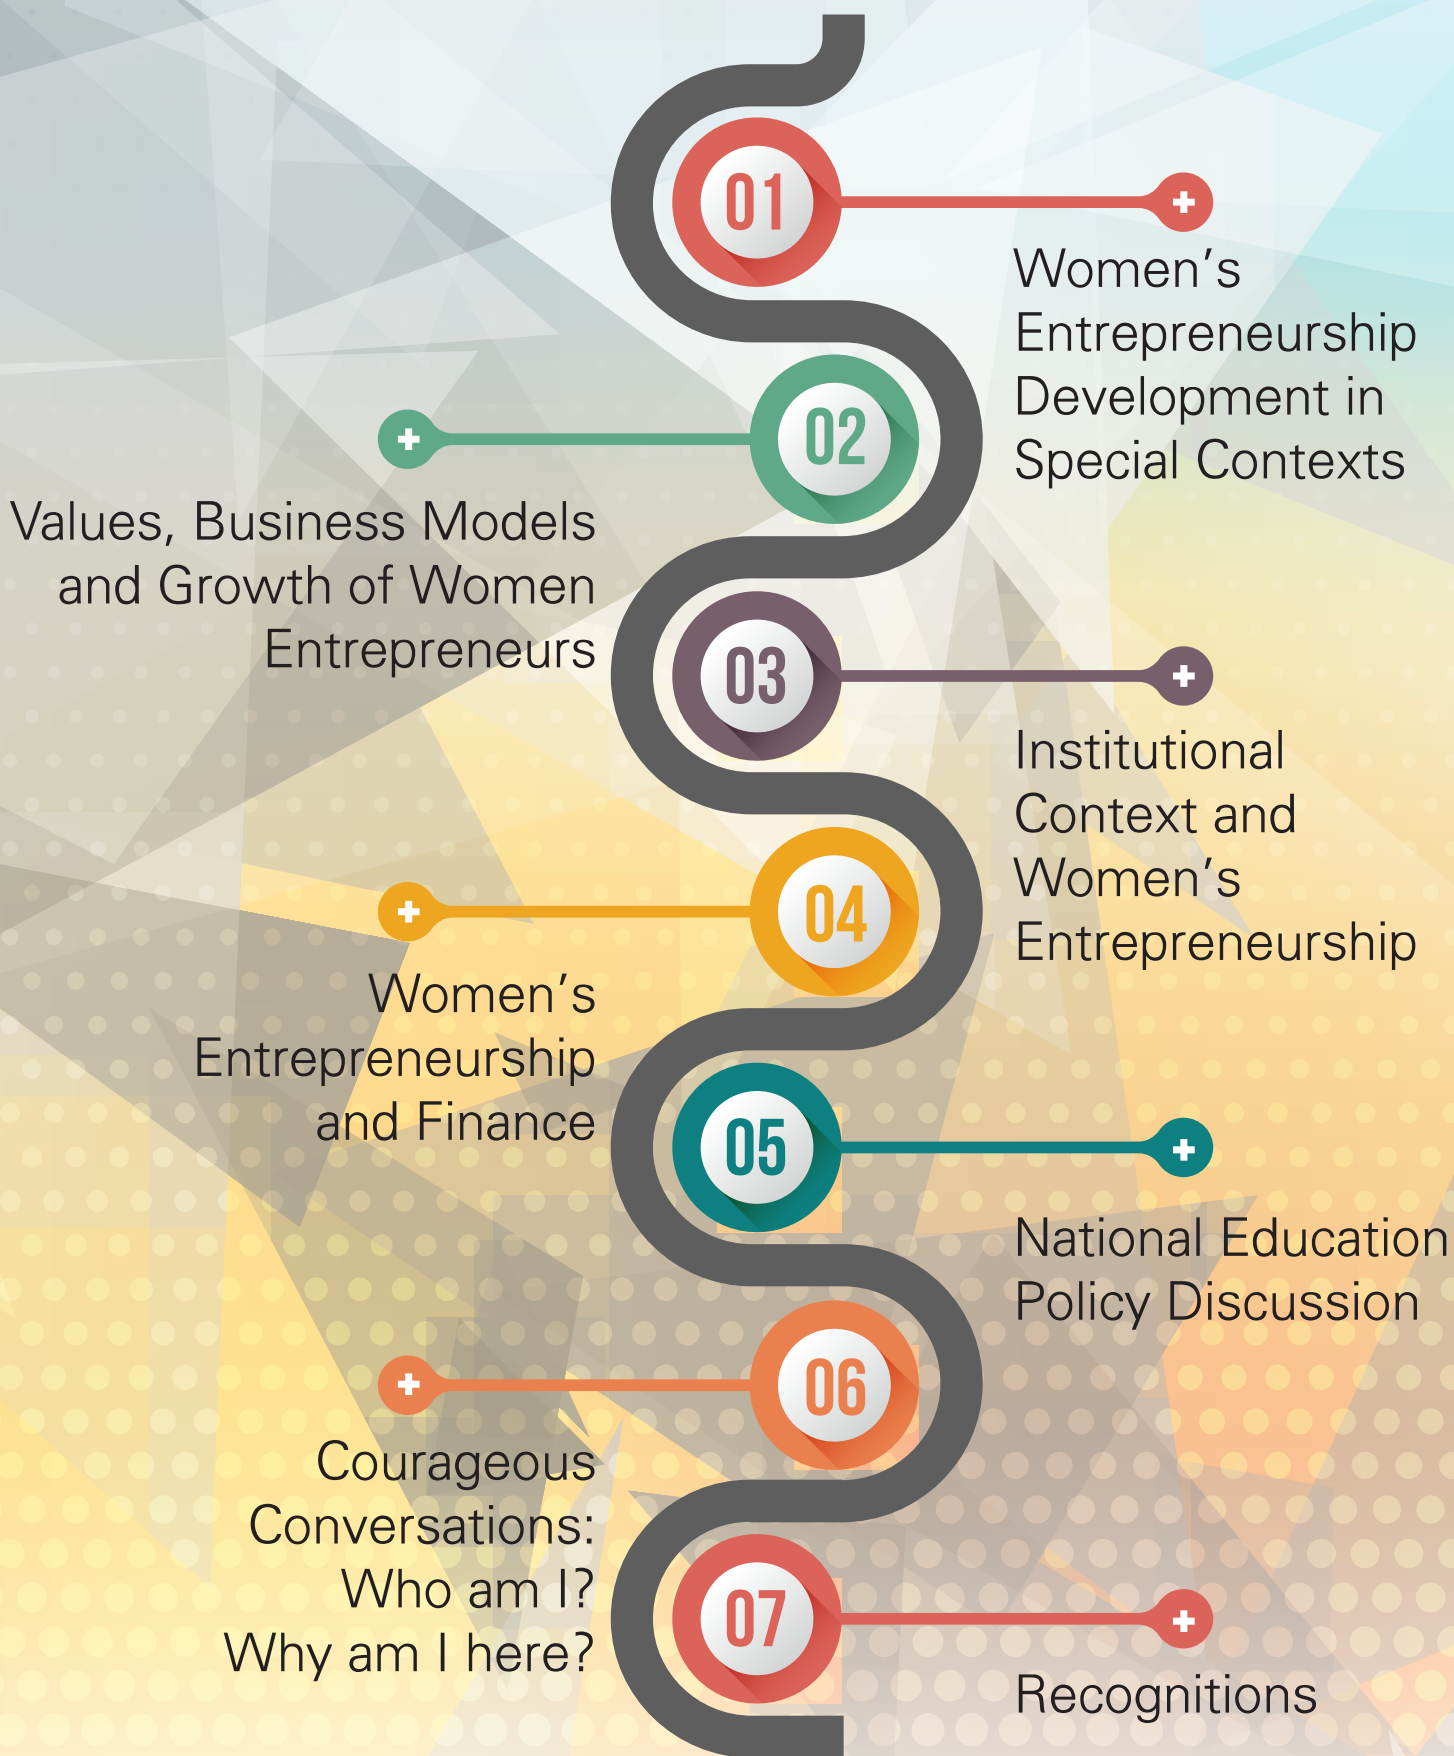 01
Women’s
Entrepreneurship
Development in
Special Contexts
02
Values, Business Models
and Growth of Women
Entrepreneurs
03
Institutional
Context and
Women’s
Entrepreneurship
04
Women’s
Entrepreneurship
and Finance
05
National Education
Policy Discussion
06
Courageous
Conversations:
Who am I?
Why am I here?
07
Recognitions